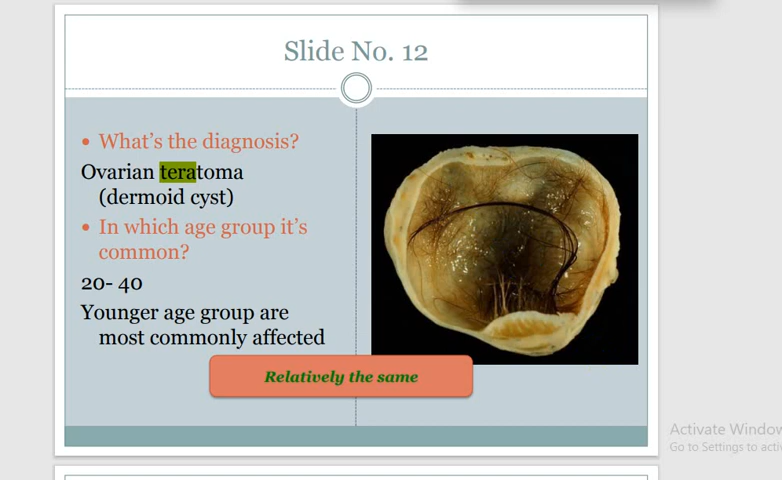 Slide No. 12
• What's the diagnosis?
Ovarian teratoma
(dermoid cyst)
• In which age group it's
common?
20- 40
Younger age group are
most commonly affected
Relatively the same
Activate Window
Go to Settings to activ